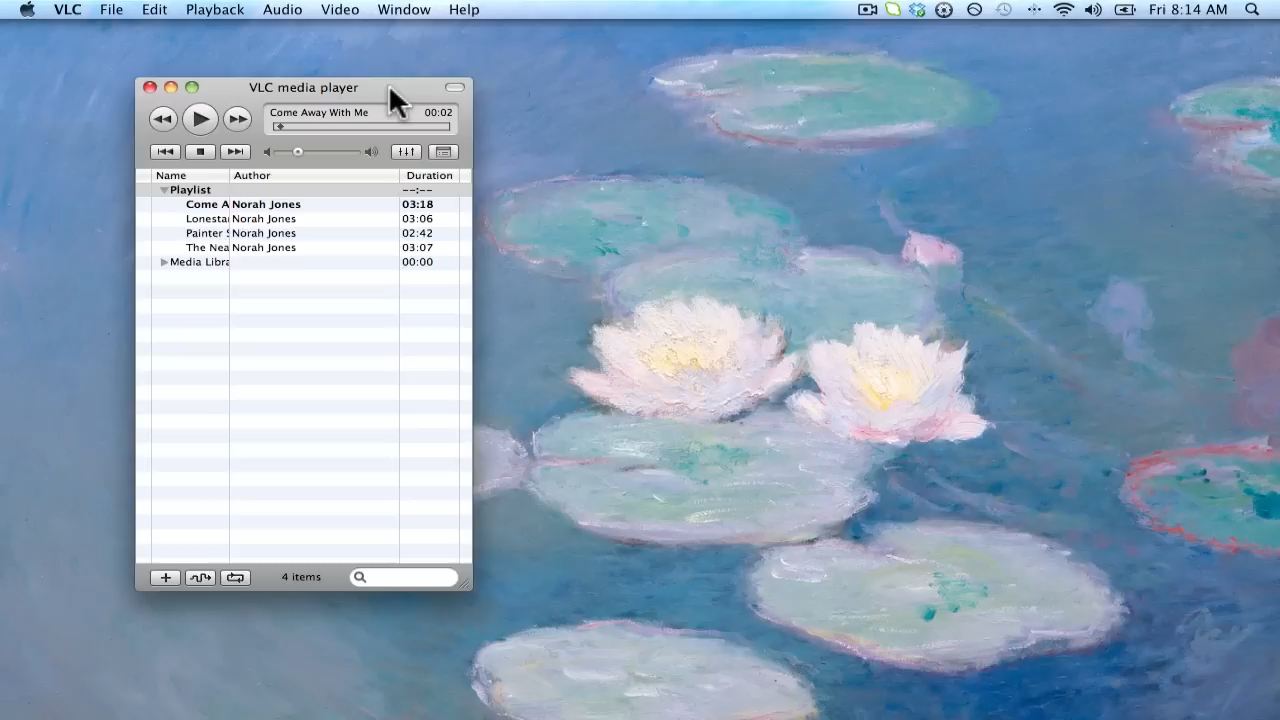 VLC File Edit Playback Audio Video Window Help Fri 8:14 AM
VLC media player
Come Away With Me 00:02
Name Author Duration
Playlist --:--
Come A Norah Jones 03:18
Lonesta Norah Jones 03:06
Painter S Norah Jones 02:42
The Nea Norah Jones 03:07
Media Libra 00:00
4 items